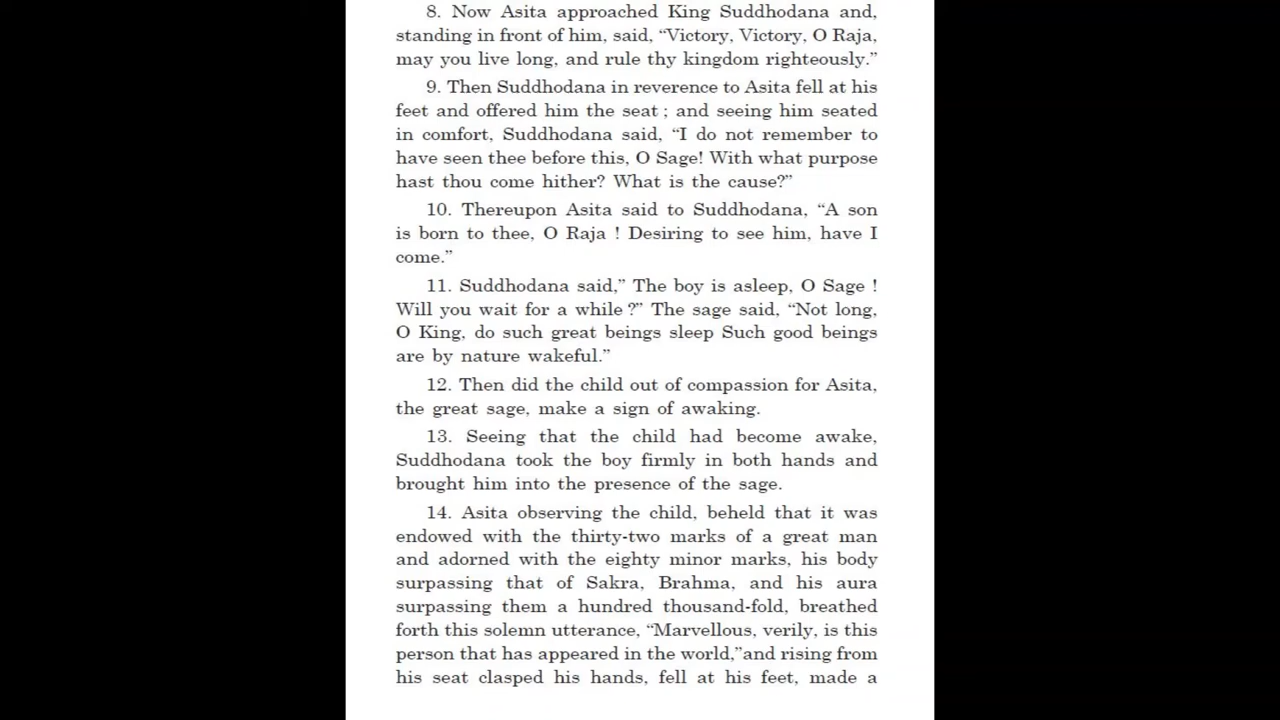 8. Now Asita approached King Suddhodana and,
standing in front of him, said, “Victory, Victory, O Raja,
may you live long, and rule thy kingdom righteously.”
9. Then Suddhodana in reverence to Asita fell at his
feet and offered him the seat ; and seeing him seated
in comfort, Suddhodana said, “I do not remember to
have seen thee before this, O Sage! With what purpose
hast thou come hither? What is the cause?”
10. Thereupon Asita said to Suddhodana, “A son
is born to thee, O Raja ! Desiring to see him, have I
come.”
11. Suddhodana said,” The boy is asleep, O Sage !
Will you wait for a while ?” The sage said, “Not long,
O King, do such great beings sleep Such good beings
are by nature wakeful.”
12. Then did the child out of compassion for Asita,
the great sage, make a sign of awaking.
13. Seeing that the child had become awake,
Suddhodana took the boy firmly in both hands and
brought him into the presence of the sage.
14. Asita observing the child, beheld that it was
endowed with the thirty-two marks of a great man
and adorned with the eighty minor marks, his body
surpassing that of Sakra, Brahma, and his aura
surpassing them a hundred thousand-fold, breathed
forth this solemn utterance, “Marvellous, verily, is this
person that has appeared in the world,”and rising from
his seat clasped his hands, fell at his feet, made a